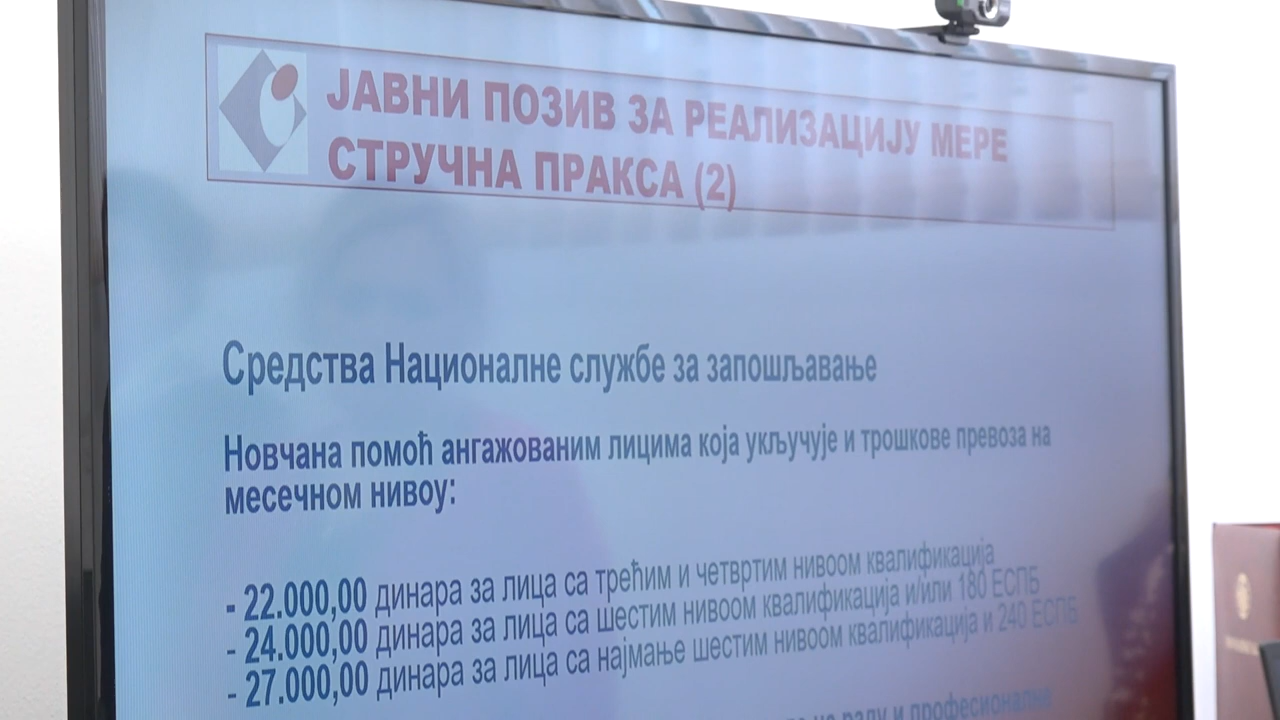 ЈАВНИ ПОЗИВ ЗА РЕАЛИЗАЦИЈУ МЕРЕ
СТРУЧНА ПРАКСА (2)
Средства Националне службе за запошљавање
Новчана помоћ ангажованим лицима која укључује и трошкове превоза на
месечном нивоу:
- 22.000,00 динара за лица са трећим и четвртим нивоом квалификација
- 24.000,00 динара за лица са шестим нивоом квалификација и/или 180 ЕСПБ
- 27.000,00 динара за лица са најмање шестим нивоом квалификација и 240 ЕСПБ
раду и професионалне